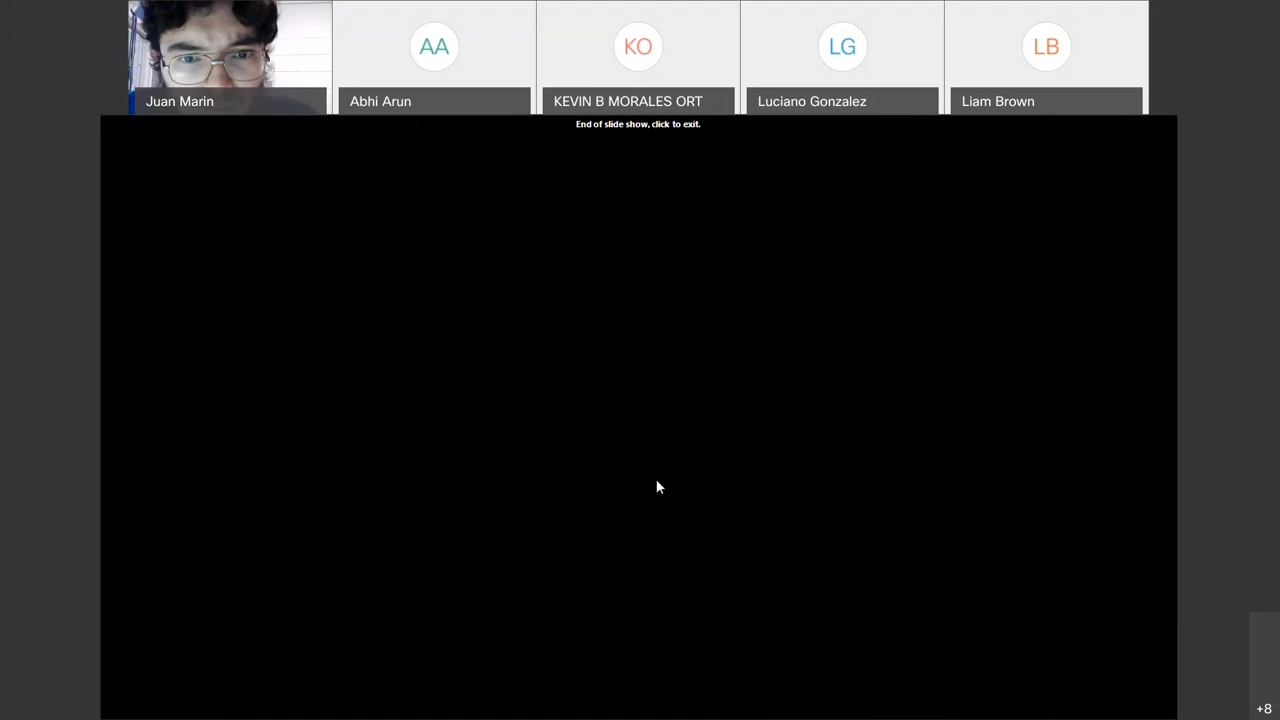 AA
KO
LG
LB
Juan Marin
Abhi Arun
KEVIN B MORALES ORT
Luciano Gonzalez
Liam Brown
End of slide show, click to exit.
+8